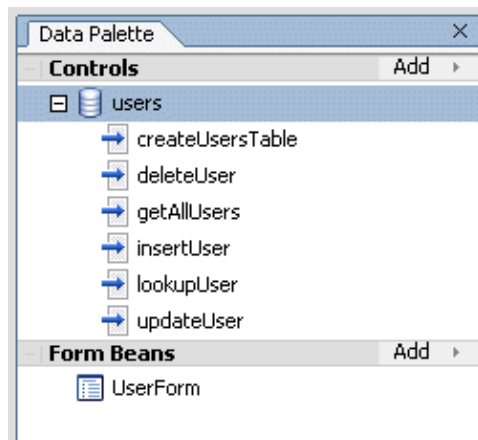 Data Palette
Controls Add
users
createUsersTable
deleteUser
getAllUsers
insertUser
lookupUser
updateUser
Form Beans Add
UserForm